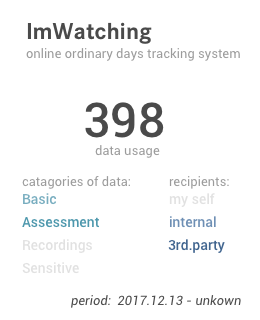 ImWatching
online ordinary days tracking system
398
data usage
catagories of data: recipients:
Basic my self
Assessment internal
Recordings 3rd.party
Sensitive
period: 2017.12.13 - unkown